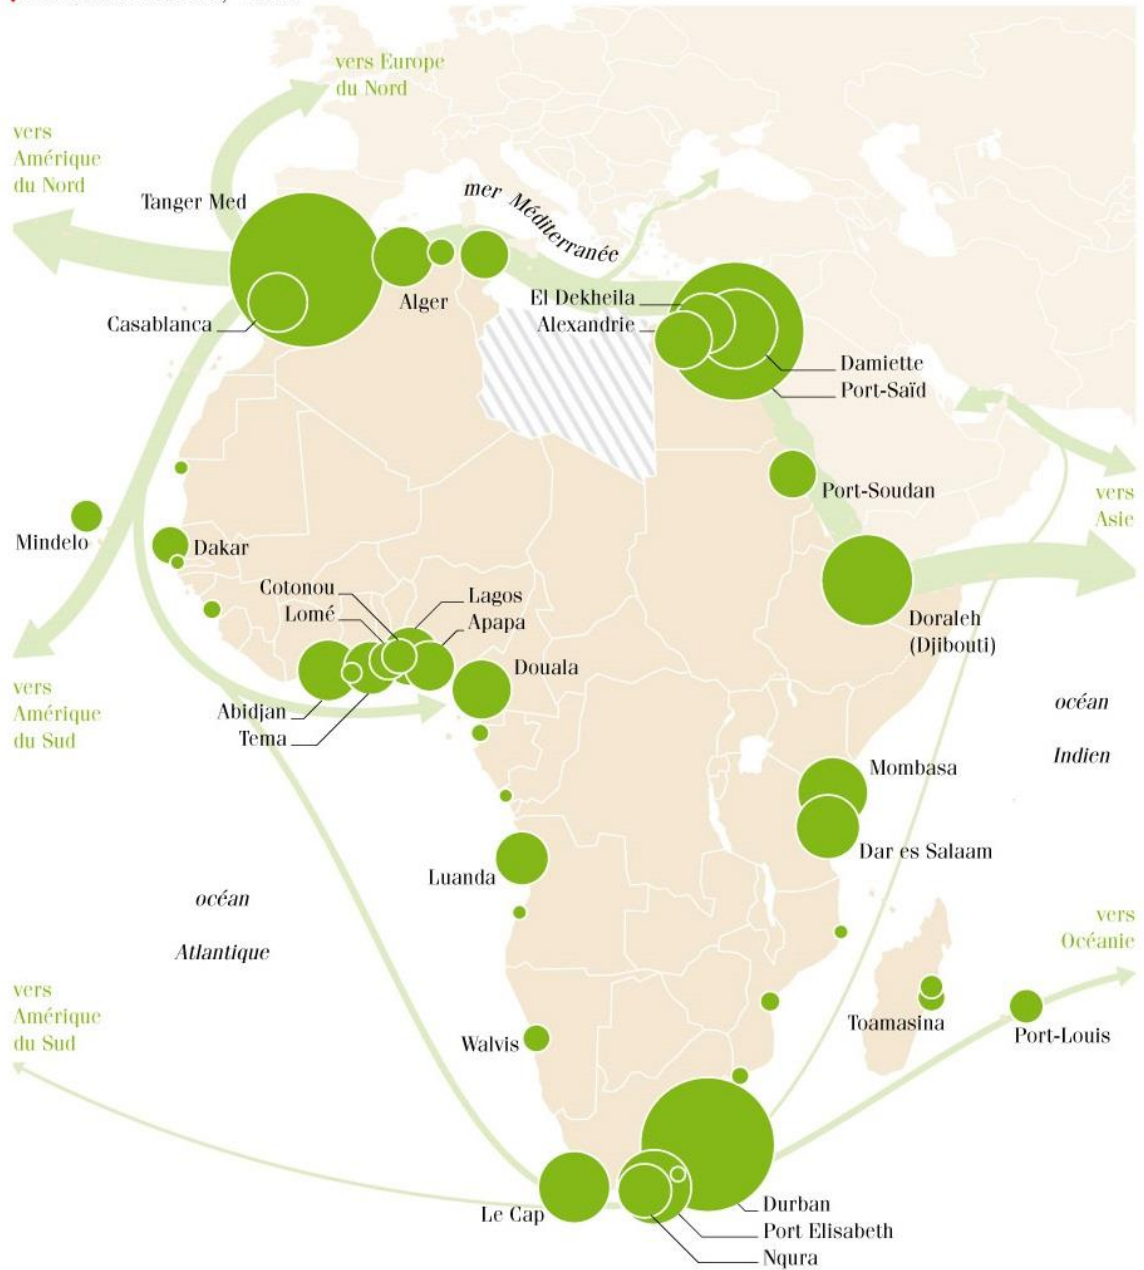 vers Europe
du Nord
vers
Amérique
du Nord
Tanger Med
mer Méditerranée
El Dekheila
Alexandrie
Alger
Casablanca
Damiette
Port-Saïd
Port-Soudan
vers
Asie
Mindelo
Dakar
Cotonou
Lomé
Lagos
Apapa
Doraleh
(Djibouti)
Douala
vers
Amérique
du Sud
Abidjan
Tema
océan
Indien
Mombasa
Dar es Salaam
Luanda
océan
Atlantique
vers
Océanie
vers
Amérique
du Sud
Toamasina
Port-Louis
Walvis
Le Cap
Durban
Port Elisabeth
Nqura